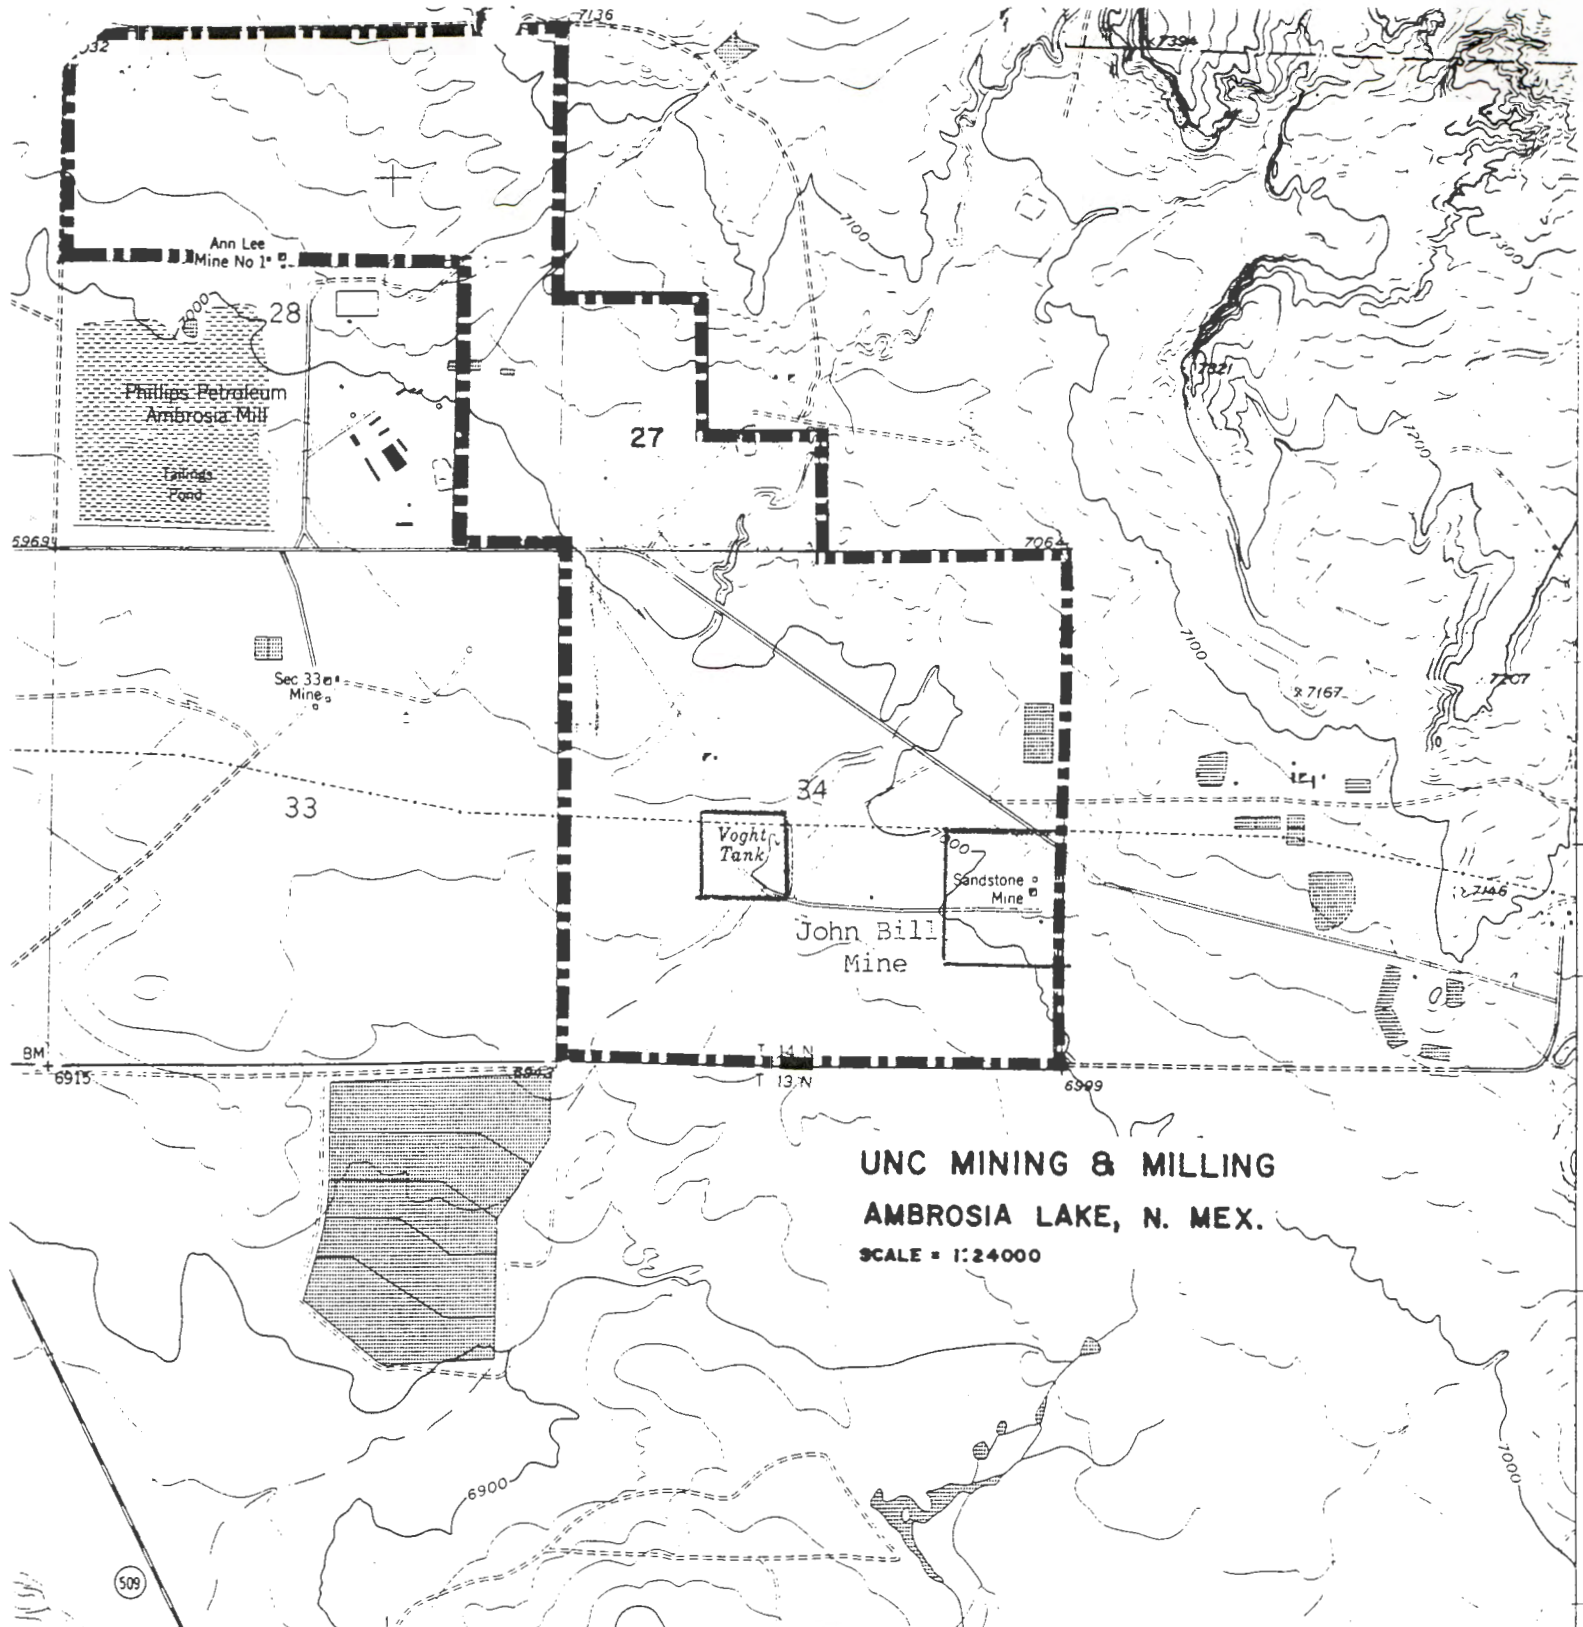 7136
7394
7100
7300
Ann Lee
Mine No 1
7000
28
7321
Phillips Petroleum
Ambrosia Mill
27
7200
Tailings
Pond
7064
7100
Sec 33
Mine
x 7167
7207
33
34
Voght
Tank
7000
Sandstone
Mine
7146
John Bill
Mine
BM
6915
T 14 N
T 13 N
6999
UNC MINING & MILLING
AMBROSIA LAKE, N. MEX.
SCALE = 1:24000
6900
7000
509